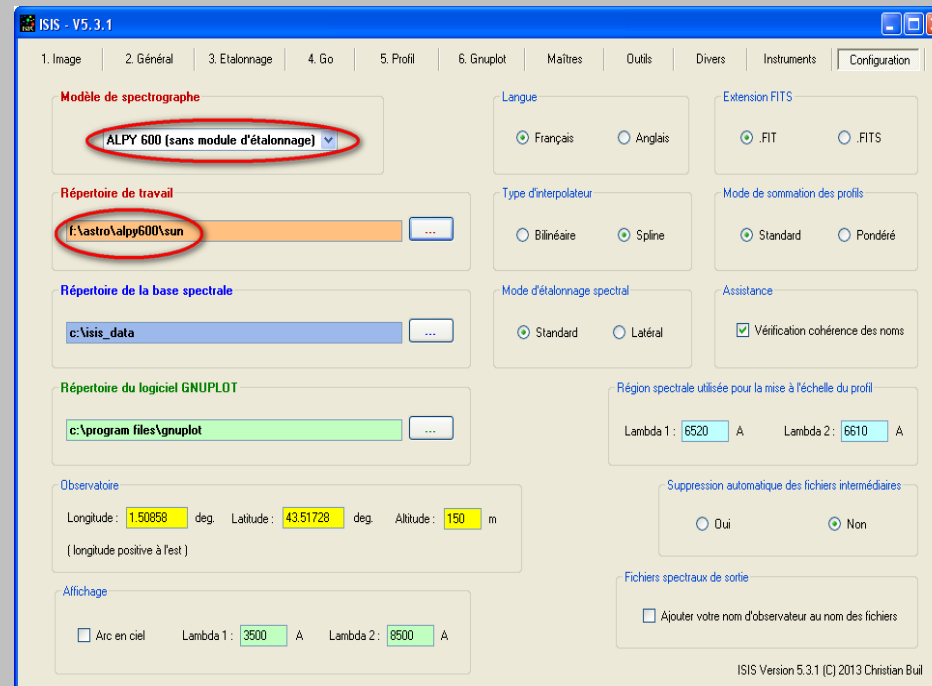 ISIS - V5.3.1
1. Image 2. Général 3. Etalonnage 4. Go 5. Profil 6. Gnuplot Maîtres Outils Divers Instruments Configuration
Modèle de spectrographe
ALPY 600 (sans module d'étalonnage)
Langue
Français Anglais
Extension FITS
.FIT .FITS
Répertoire de travail
f:\astro\alpy600\sun ...
Type d'interpolateur
Bilinéaire Spline
Mode de sommation des profils
Standard Pondéré
Répertoire de la base spectrale
c:\isis_data ...
Mode d'étalonnage spectral
Standard Latéral
Assistance
Vérification cohérence des noms
Répertoire du logiciel GNUPLOT
c:\program files\gnuplot ...
Région spectrale utilisée pour la mise à l'échelle du profil
Lambda 1 : 6520 A Lambda 2 : 6610 A
Observatoire
Longitude : 1.50858 deg. Latitude : 43.51728 deg. Altitude : 150 m
( longitude positive à l'est )
Suppression automatique des fichiers intermédiaires
Oui Non
Affichage
Arc en ciel Lambda 1 : 3500 A Lambda 2 : 8500 A
Fichiers spectraux de sortie
Ajouter votre nom d'observateur au nom des fichiers
ISIS Version 5.3.1 (C) 2013 Christian Buil